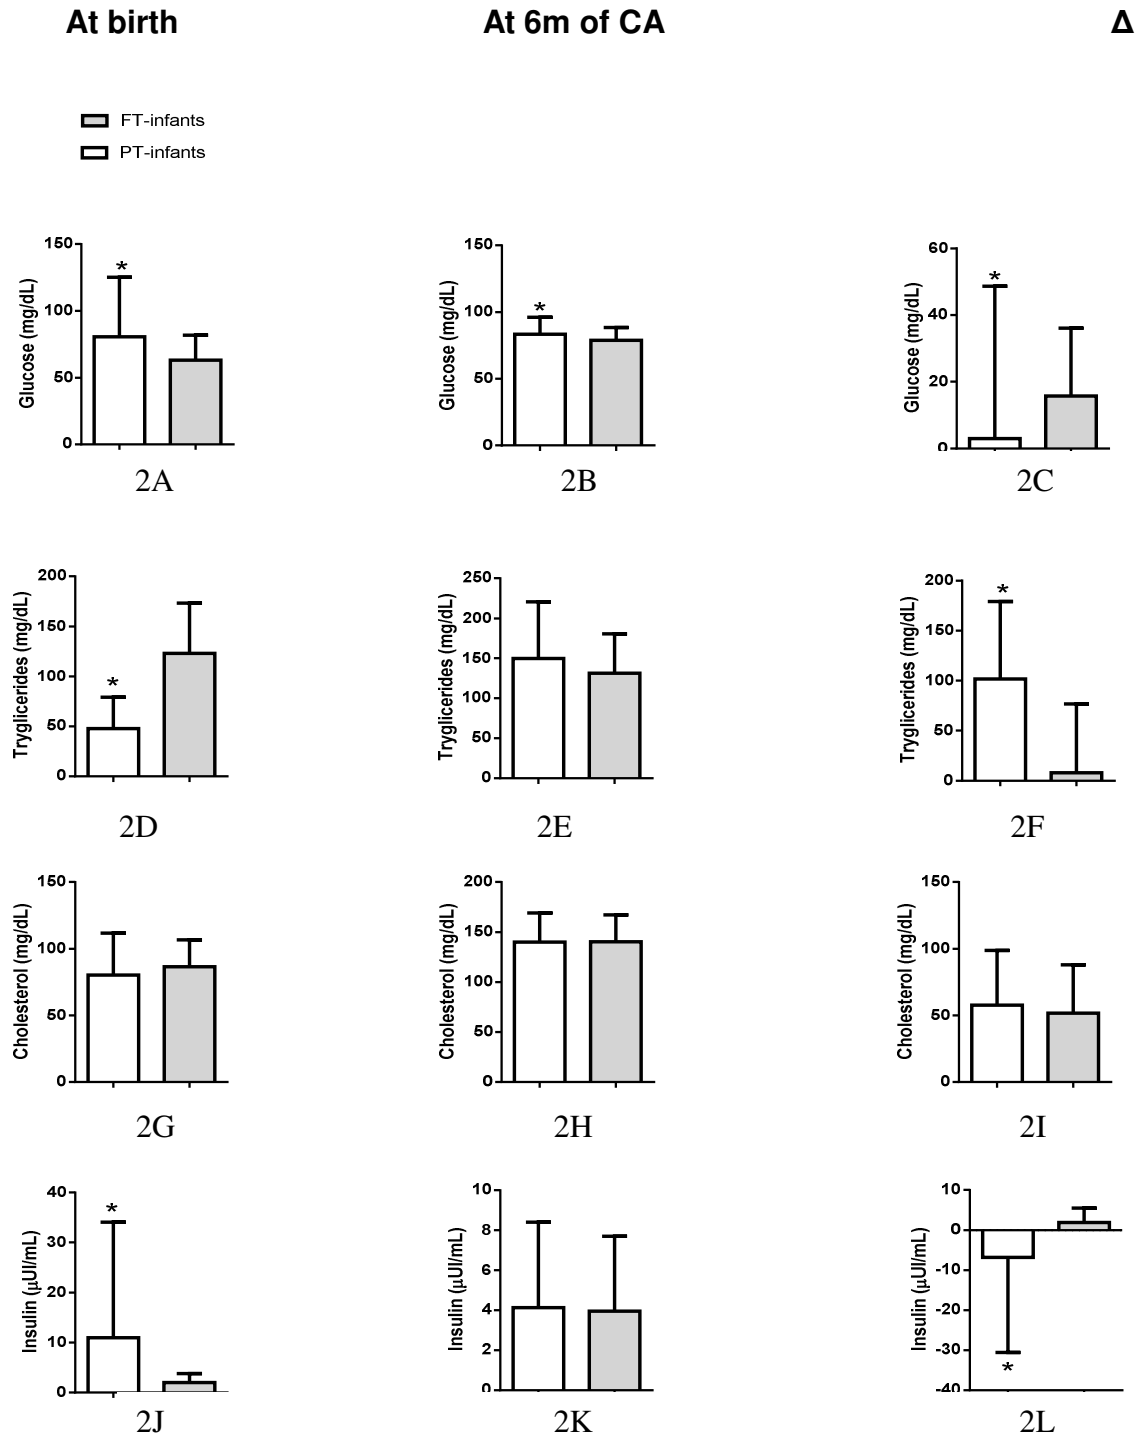 At birth At 6m of CA Δ
FT-infants
PT-infants
150
100
50
0
Glucose (mg/dL)
*
2A
150
100
50
0
Glucose (mg/dL)
*
2B
60
40
20
0
Glucose (mg/dL)
*
2C
200
150
100
50
0
Tryglicerides (mg/dL)
*
2D
250
200
150
100
50
0
Tryglicerides (mg/dL)
2E
200
150
100
50
0
Tryglicerides (mg/dL)
*
2F
150
100
50
0
Cholesterol (mg/dL)
2G
200
150
100
50
0
Cholesterol (mg/dL)
2H
150
100
50
0
Cholesterol (mg/dL)
2I
40
30
20
10
0
Insulin (µUI/mL)
*
2J
10
8
6
4
2
0
Insulin (µUI/mL)
2K
10
0
-10
-20
-30
-40
Insulin (µUI/mL)
*
2L